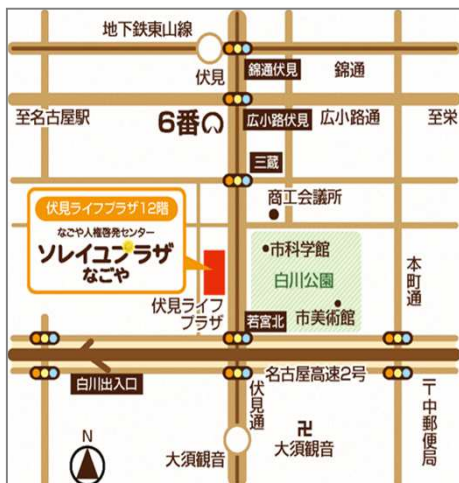 地下鉄東山線
伏見
錦通伏見
錦通
至名古屋駅
6番
広小路伏見
広小路通
至栄
三蔵
商工会議所
伏見ライフプラザ12階
なごや人権啓発センター
ソレイユプラザ
なごや
市科学館
白川公園
市美術館
本町通
伏見ライフ
プラザ
若宮北
白川出入口
名古屋高速2号
伏見通
〒中郵便局
N
大須観音
卍
大須観音